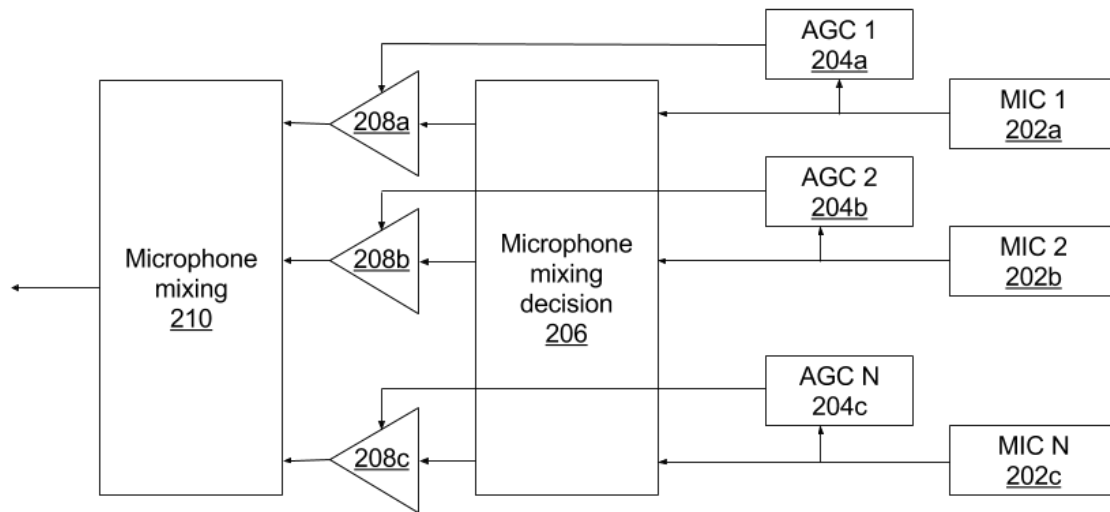 AGC 1
204a
MIC 1
202a
208a
AGC 2
204b
MIC 2
202b
208b
Microphone
mixing
210
Microphone
mixing
decision
206
AGC N
204c
MIC N
202c
208c